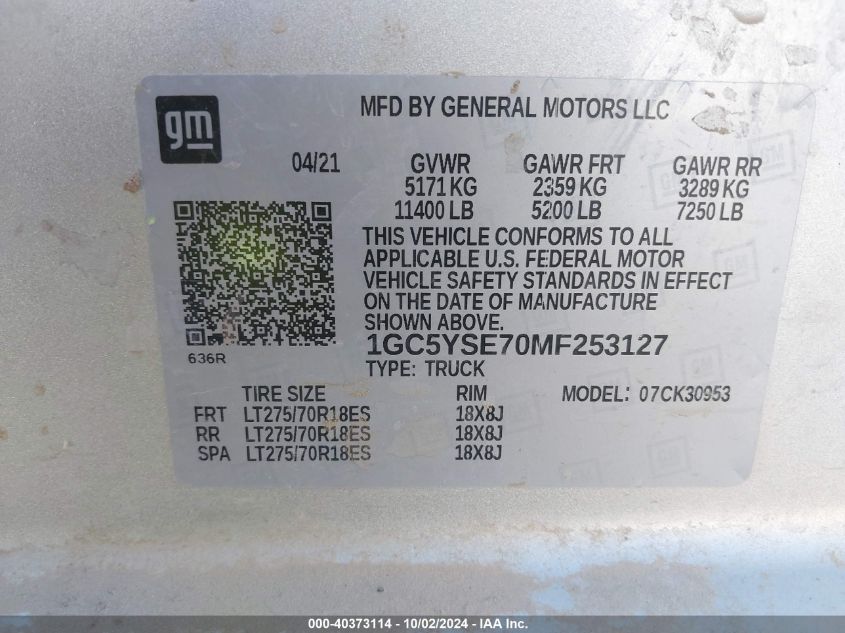 gm
MFD BY GENERAL MOTORS LLC
04/21 GVWR GAWR FRT GAWR RR
5171 KG 2359 KG 3289 KG
11400 LB 5200 LB 7250 LB
THIS VEHICLE CONFORMS TO ALL
APPLICABLE U.S. FEDERAL MOTOR
VEHICLE SAFETY STANDARDS IN EFFECT
ON THE DATE OF MANUFACTURE
SHOWN ABOVE.
636R
1GC5YSE70MF253127
TYPE: TRUCK
TIRE SIZE RIM MODEL: 07CK30953
FRT LT275/70R18ES 18X8J
RR LT275/70R18ES 18X8J
SPA LT275/70R18ES 18X8J
000-40373114 - 10/02/2024 - IAA Inc.